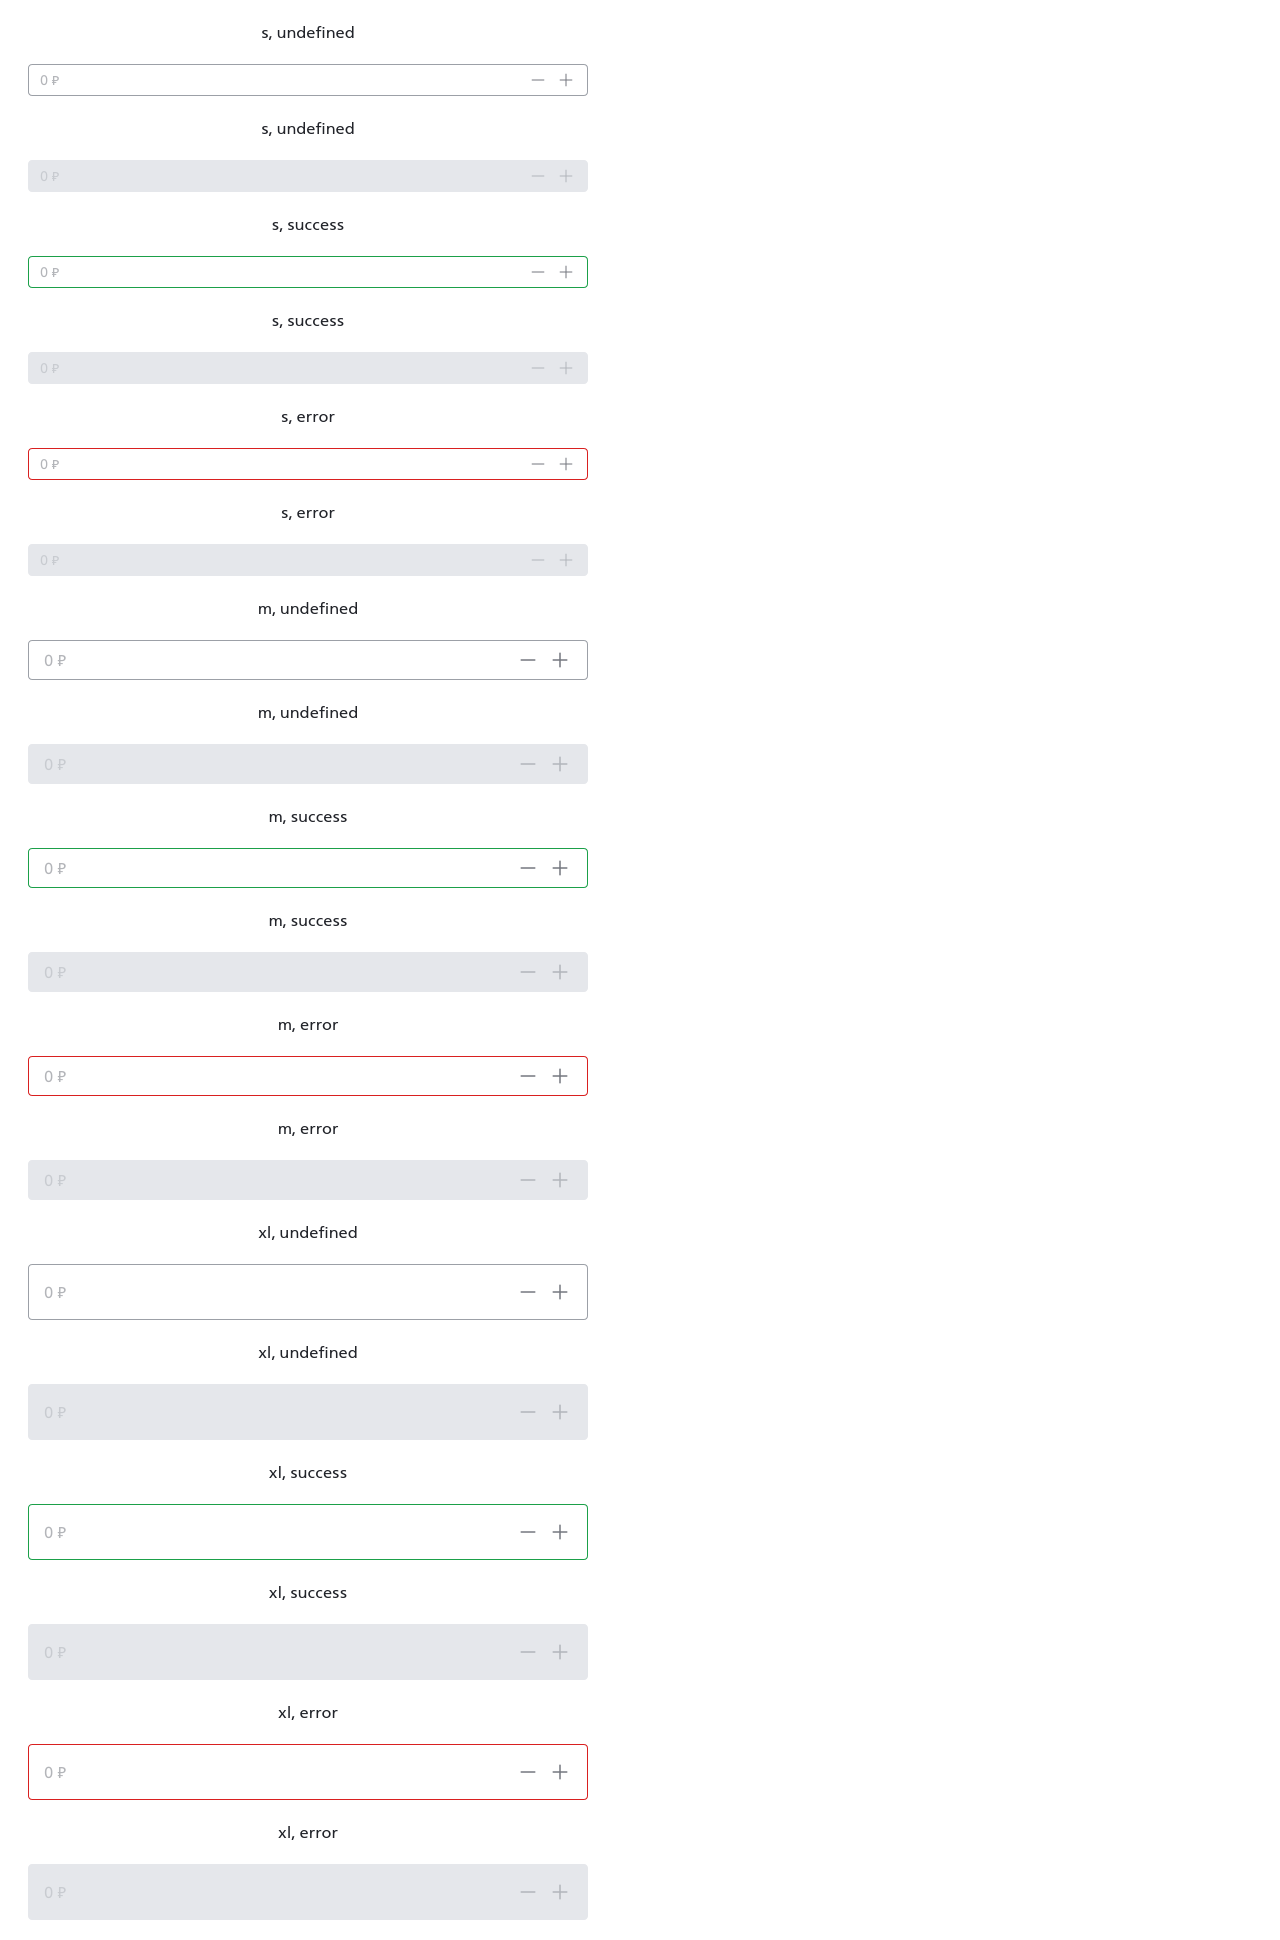 s, undefined
0 ₽
s, undefined
0 ₽
s, success
0 ₽
s, success
0 ₽
s, error
0 ₽
s, error
0 ₽
m, undefined
0 ₽
m, undefined
0 ₽
m, success
0 ₽
m, success
0 ₽
m, error
0 ₽
m, error
0 ₽
xl, undefined
0 ₽
xl, undefined
0 ₽
xl, success
0 ₽
xl, success
0 ₽
xl, error
0 ₽
xl, error
0 ₽